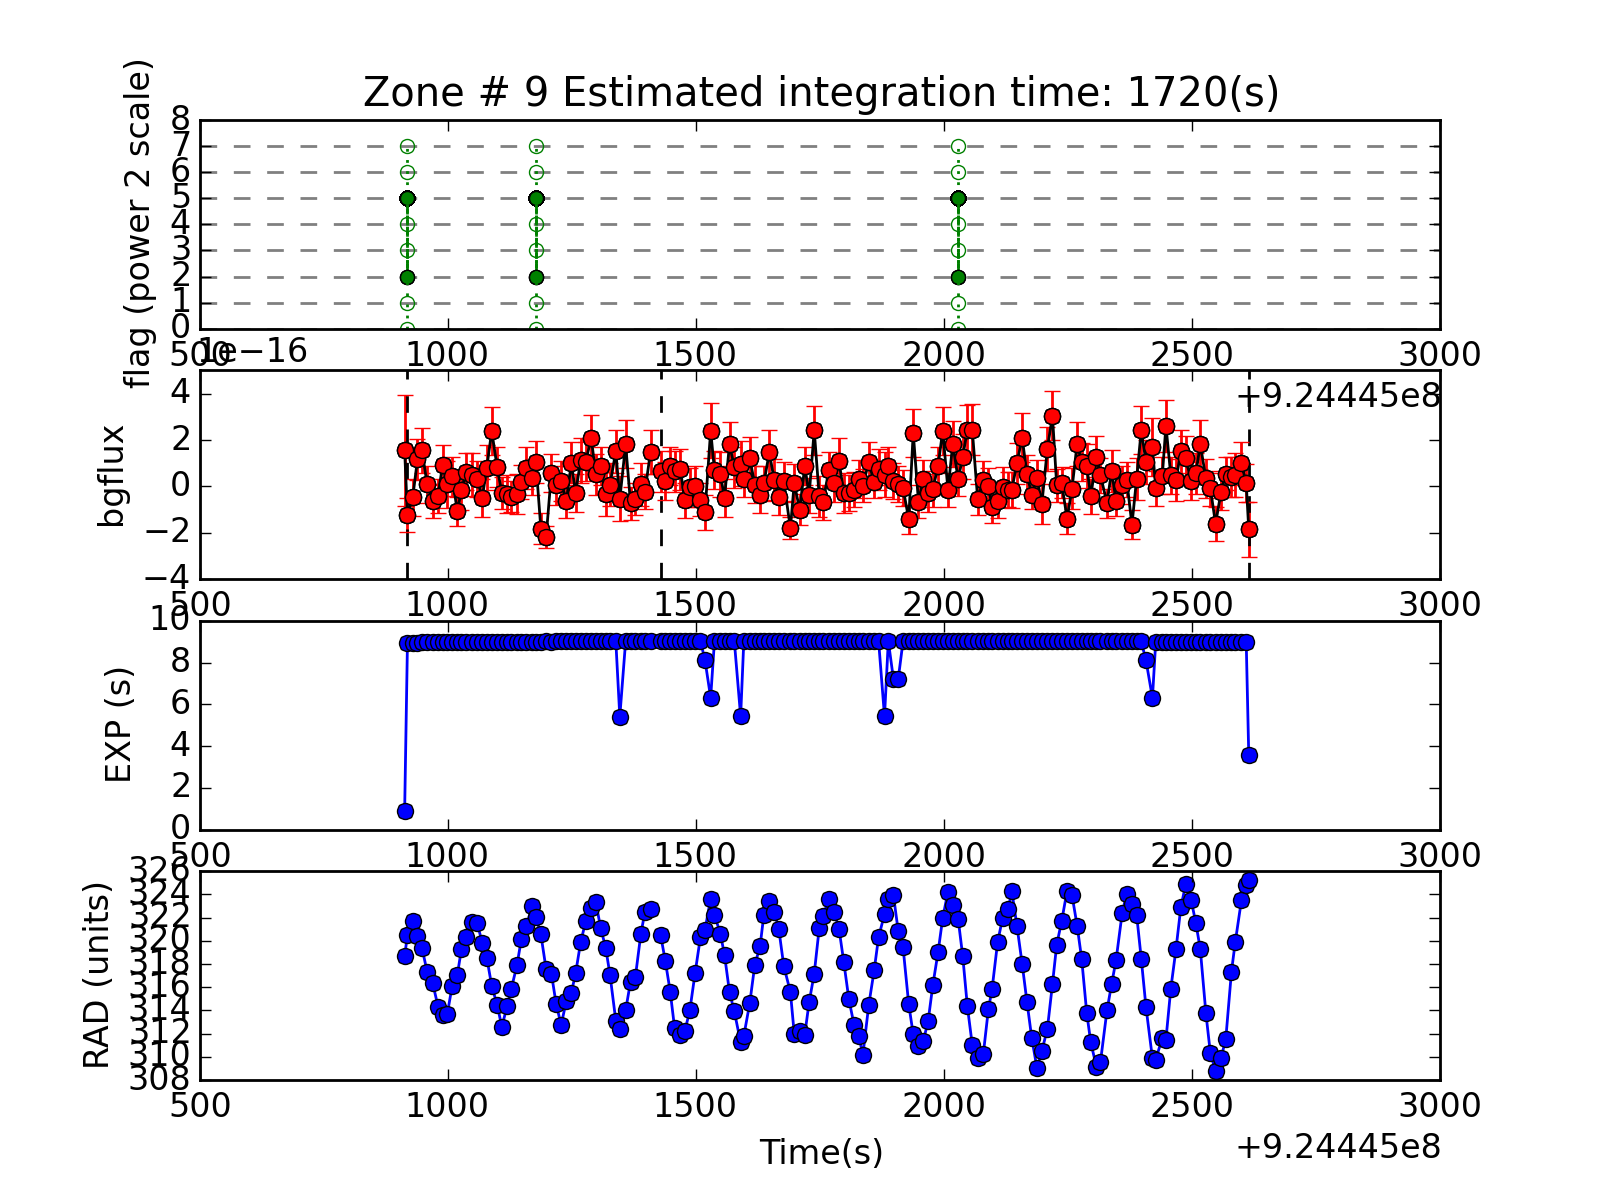 Zone # 9 Estimated integration time: 1720(s)
flag (power 2 scale)
8
7
6
5
4
3
2
1
0
500 1000 1500 2000 2500 3000
1e−16
+9.24445e8
bgflux
4
2
0
−2
−4
500 1000 1500 2000 2500 3000
EXP (s)
10
8
6
4
2
0
500 1000 1500 2000 2500 3000
RAD (units)
326
324
322
320
318
316
314
312
310
308
500 1000 1500 2000 2500 3000
Time(s)
+9.24445e8